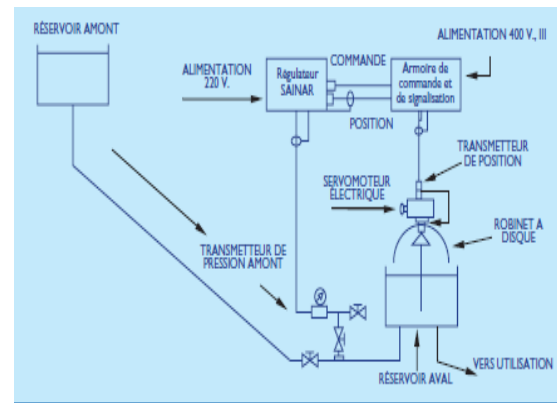 RÉSERVOIR AMONT
ALIMENTATION 400 V., III
COMMANDE
ALIMENTATION
220 V.
Régulateur
SAINAR
Armoire de
commande et
de signalisation
POSITION
TRANSMETTEUR
DE POSITION
SERVOMOTEUR
ÉLECTRIQUE
ROBINET A
DISQUE
TRANSMETTEUR DE
PRESSION AMONT
VERS UTILISATION
RÉSERVOIR AVAL